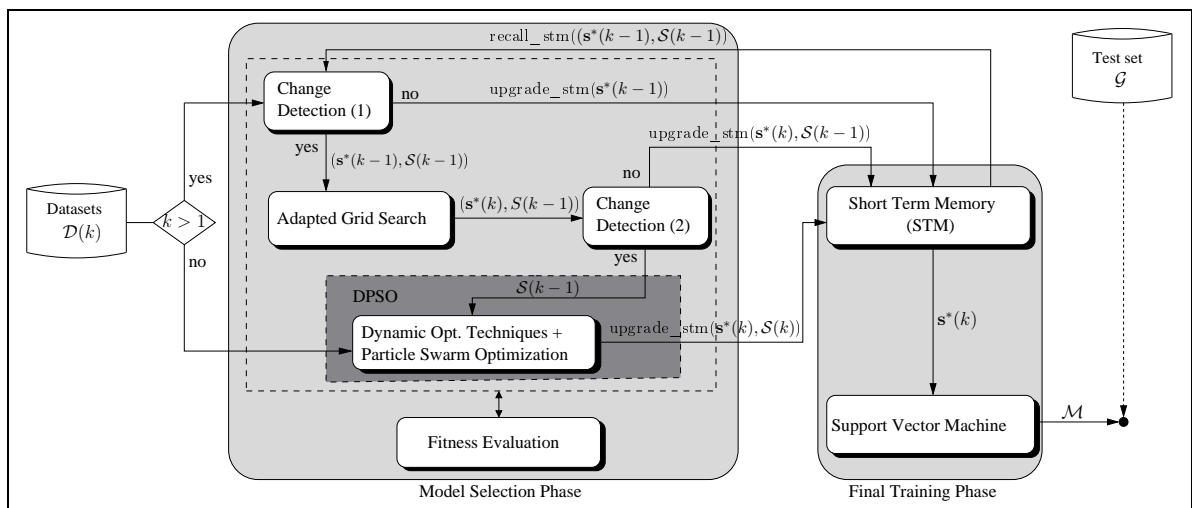 recall_stm((s*(k−1), S(k−1))
Test set
G
Change
Detection (1)
no
upgrade_stm(s*(k−1))
yes
(s*(k−1), S(k−1))
upgrade_stm(s*(k), S(k−1))
no
yes
Datasets
D(k)
k > 1
no
Adapted Grid Search
(s*(k), S(k−1))
Change
Detection (2)
yes
Short Term Memory
(STM)
DPSO
S(k−1)
Dynamic Opt. Techniques +
Particle Swarm Optimization
upgrade_stm(s*(k), S(k))
s*(k)
Fitness Evaluation
Support Vector Machine
M
Model Selection Phase
Final Training Phase